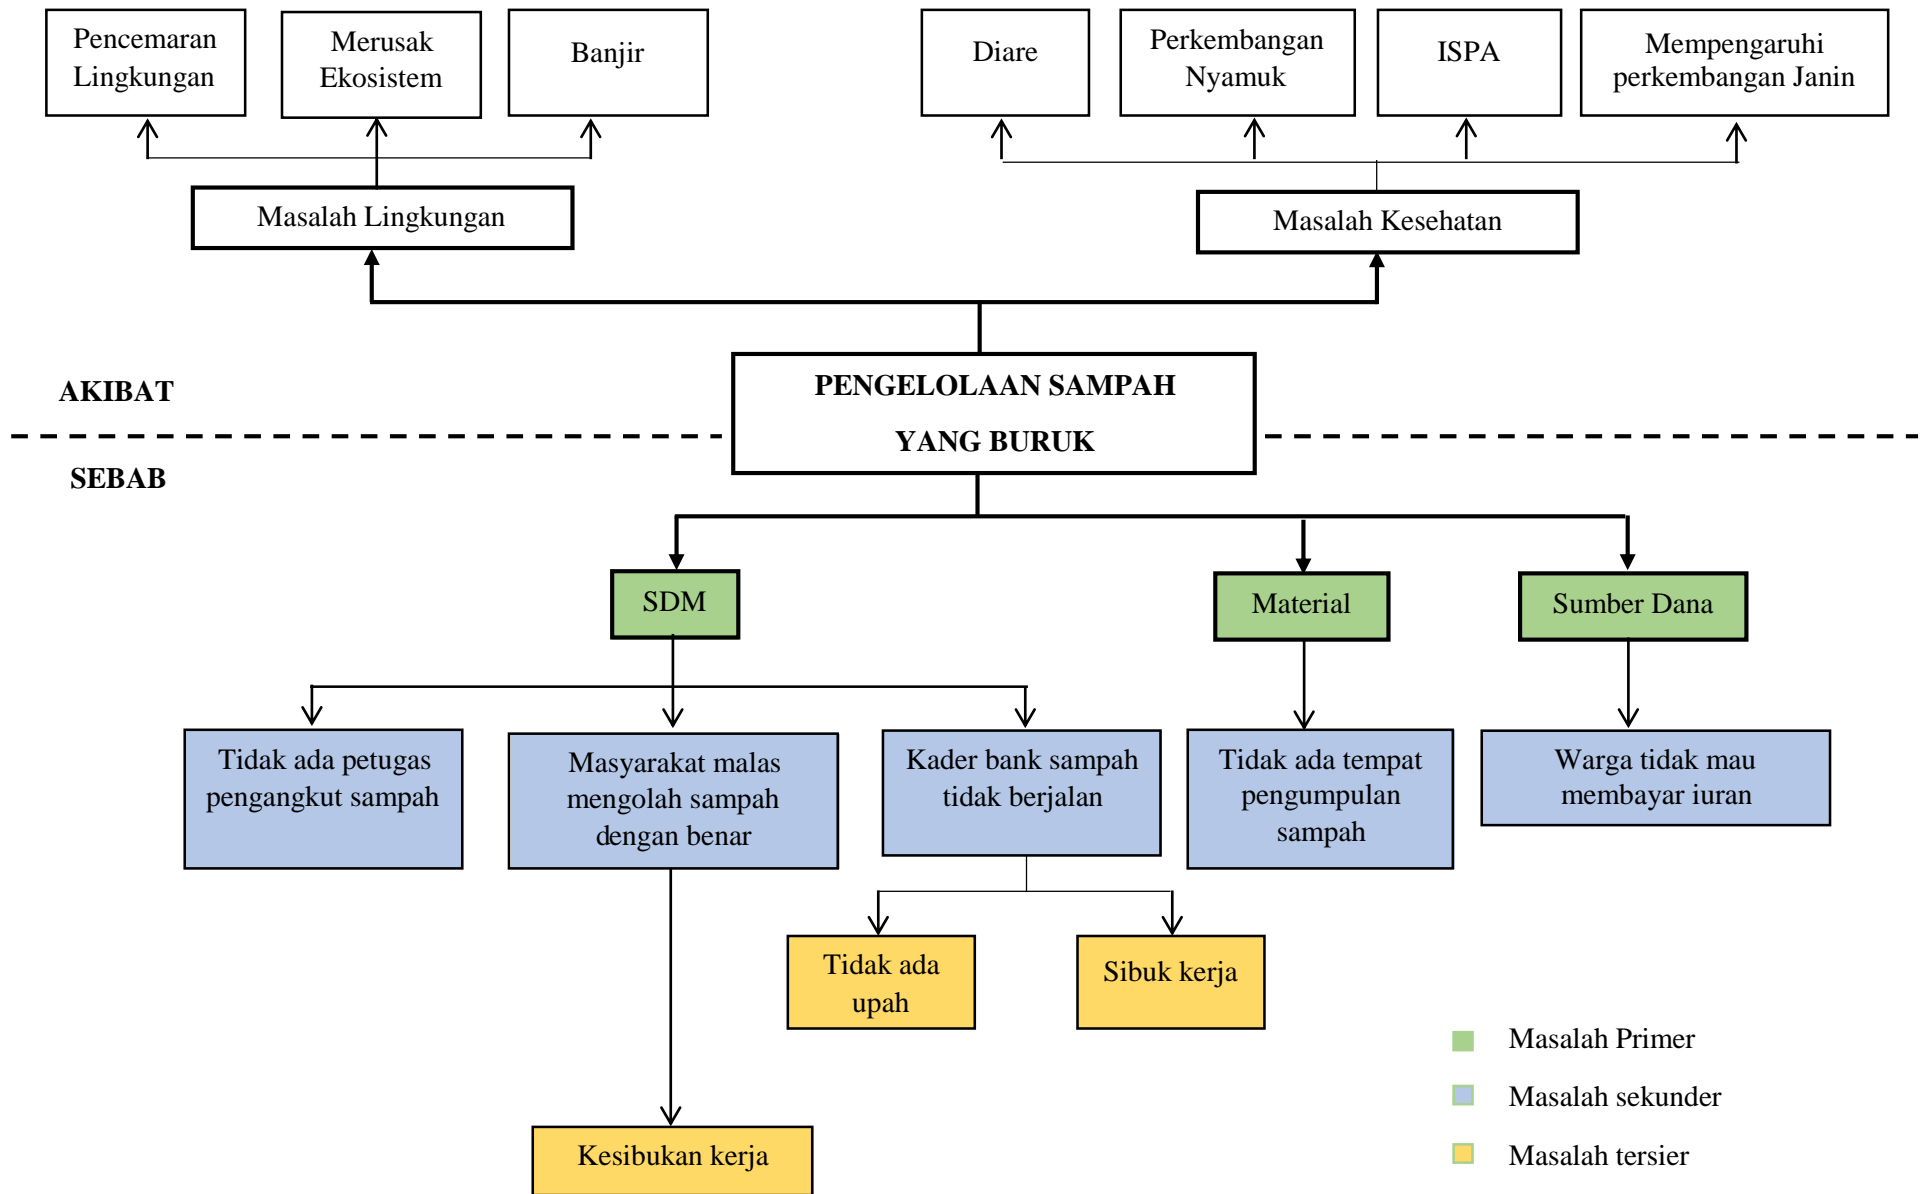 Pencemaran
Lingkungan
Merusak
Ekosistem
Banjir
Diare
Perkembangan
Nyamuk
ISPA
Mempengaruhi
perkembangan Janin
Masalah Lingkungan
Masalah Kesehatan
AKIBAT
PENGELOLAAN SAMPAH
YANG BURUK
SEBAB
SDM
Material
Sumber Dana
Tidak ada petugas
pengangkut sampah
Masyarakat malas
mengolah sampah
dengan benar
Kader bank sampah
tidak berjalan
Tidak ada tempat
pengumpulan
sampah
Warga tidak mau
membayar iuran
Tidak ada
upah
Sibuk kerja
Kesibukan kerja
Masalah Primer
Masalah sekunder
Masalah tersier